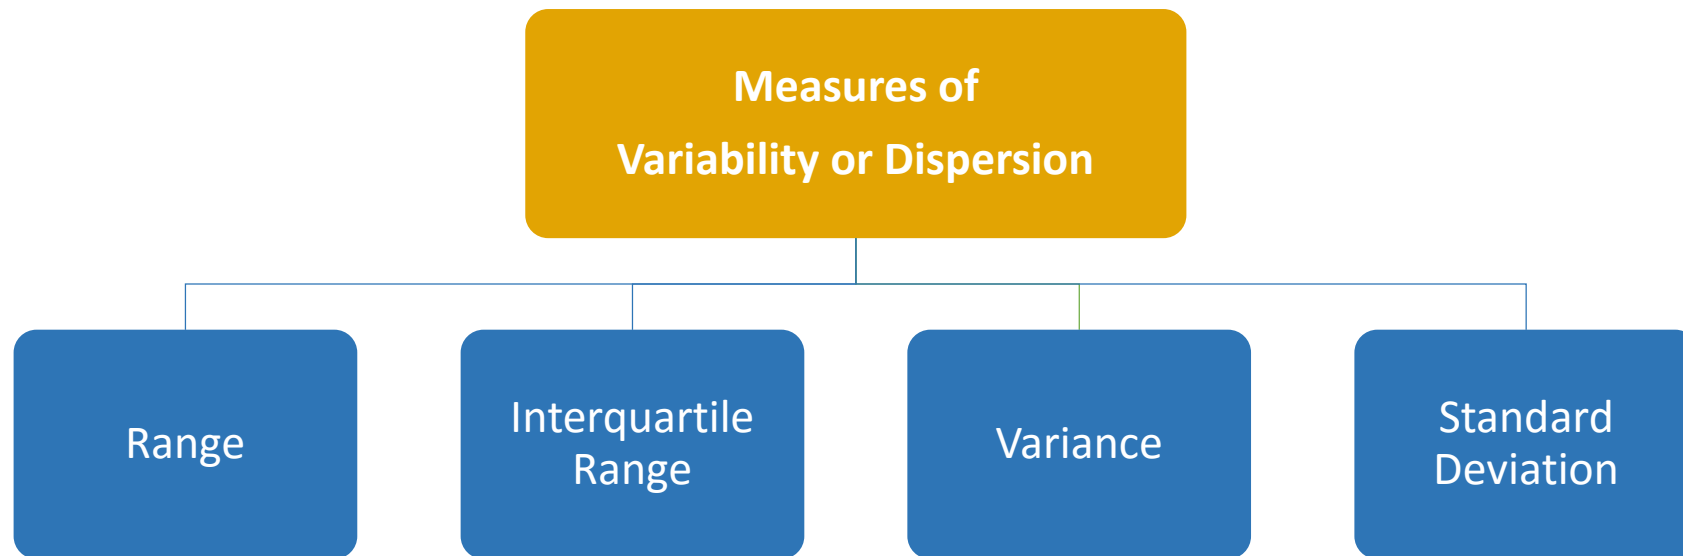 Measures of
Variability or Dispersion
Range
Interquartile
Range
Variance
Standard
Deviation